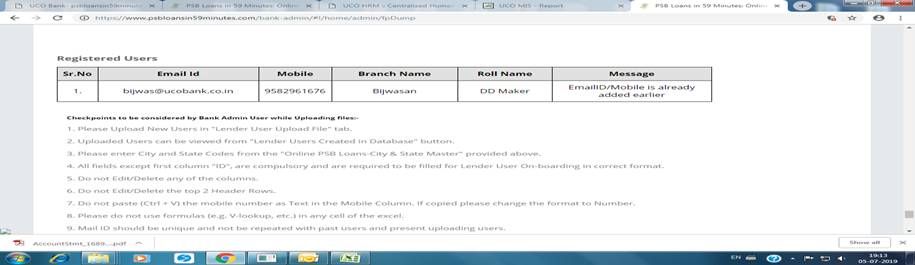 UCO Bank - psbloansin59minut
PSB Loans in 59 Minutes: Onlin
UCO HRM :: Centralised Human
UCO MIS - Report
PSB Loans in 59 Minutes: Onlin
https://www.psbloansin59minutes.com/bank-admin/#!/home/admin/fpDump
Registered Users
Sr.No Email Id Mobile Branch Name Roll Name Message
1. bijwas@ucobank.co.in 9582961676 Bijwasan DD Maker EmailID/Mobile is already
added earlier
Checkpoints to be considered by Bank Admin User while Uploading files:-
1. Please Upload New Users in "Lender User Upload File" tab.
2. Uploaded Users can be viewed from "Lender Users Created in Database" button.
3. Please enter City and State Codes from the "Online PSB Loans-City & State Master" provided above.
4. All fields except first column "ID", are compulsory and are required to be filled for Lender User On-boarding in correct format.
5. Do not Edit/Delete any of the columns.
6. Do not Edit/Delete the top 2 Header Rows.
7. Do not paste (Ctrl + V) the mobile number as Text in the Mobile Column. If copied please change the format to Number.
8. Please do not use formulas (e.g. V-lookup, etc.) in any cell of the excel.
9. Mail ID should be unique and not be repeated with past users and present uploading users.
AccountStmt_1689....pdf
Show all
EN
19:13
05-07-2019